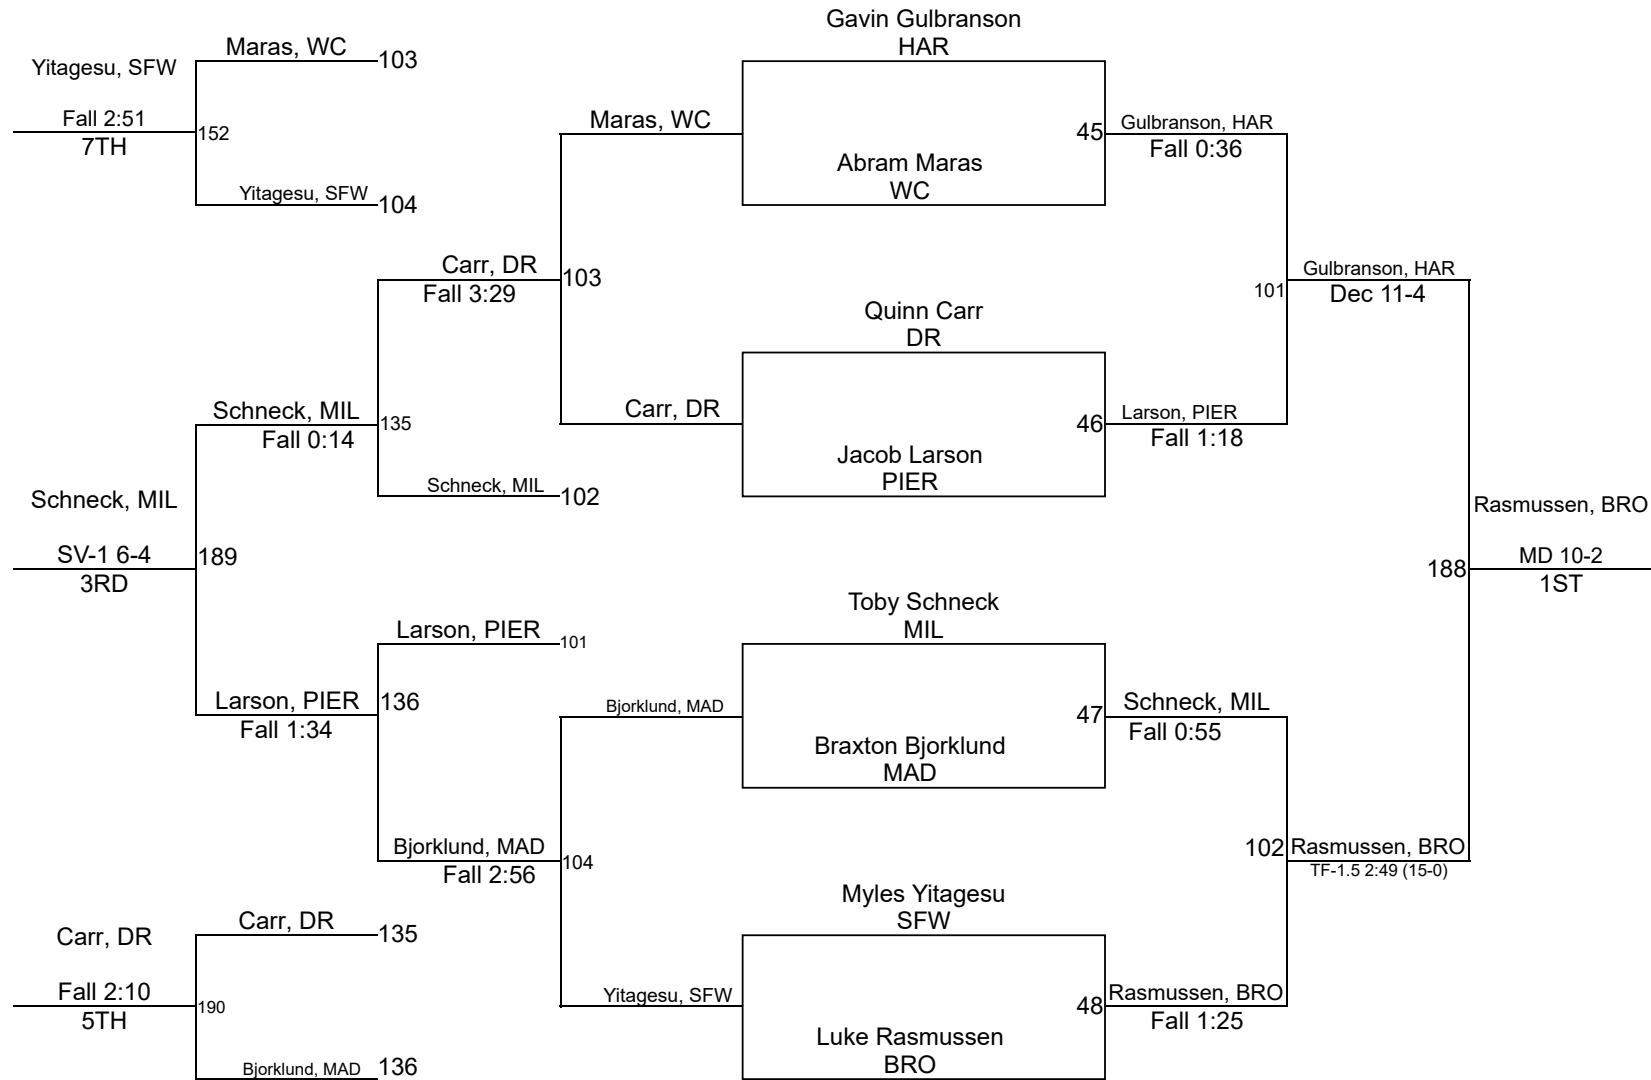 Gavin Gulbranson
HAR
Maras, WC
103
Yitagesu, SFW
Fall 2:51
152
7TH
Yitagesu, SFW
104
Maras, WC
45
Gulbranson, HAR
Fall 0:36
Abram Maras
WC
Carr, DR
103
Fall 3:29
Gulbranson, HAR
101
Dec 11-4
Quinn Carr
DR
Schneck, MIL
135
Fall 0:14
Carr, DR
46
Larson, PIER
Fall 1:18
Jacob Larson
PIER
Schneck, MIL
102
Schneck, MIL
SV-1 6-4
189
3RD
Rasmussen, BRO
188
MD 10-2
1ST
Toby Schneck
MIL
Larson, PIER
101
Larson, PIER
136
Fall 1:34
Bjorklund, MAD
47
Schneck, MIL
Fall 0:55
Braxton Bjorklund
MAD
Bjorklund, MAD
104
Fall 2:56
102
Rasmussen, BRO
TF-1.5 2:49 (15-0)
Myles Yitagesu
SFW
Carr, DR
135
Carr, DR
Fall 2:10
190
5TH
Yitagesu, SFW
48
Rasmussen, BRO
Fall 1:25
Luke Rasmussen
BRO
Bjorklund, MAD
136